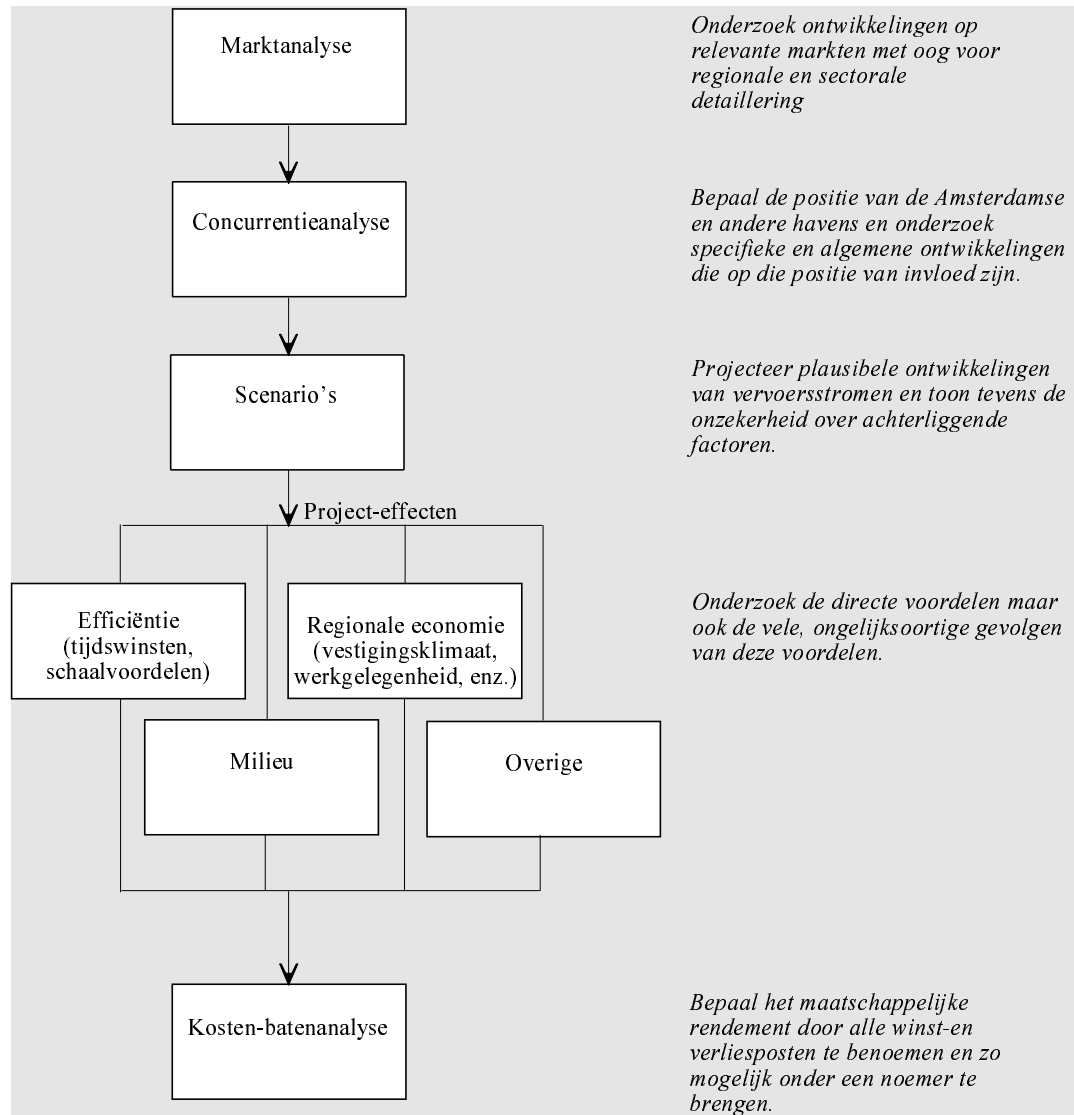 Marktanalyse
Onderzoek ontwikkelingen op
relevante markten met oog voor
regionale en sectorale
detaillering
Concurrentieanalyse
Bepaal de positie van de Amsterdamse
en andere havens en onderzoek
specifieke en algemene ontwikkelingen
die op die positie van invloed zijn.
Scenario's
Projecteer plausibele ontwikkelingen
van vervoersstromen en toon tevens de
onzekerheid over achterliggende
factoren.
Project-effecten
Efficiëntie
(tijdswinsten,
schaalvoordelen)
Regionale economie
(vestigingsklimaat,
werkgelegenheid, enz.)
Onderzoek de directe voordelen maar
ook de vele, ongelijksoortige gevolgen
van deze voordelen.
Milieu
Overige
Kosten-batenanalyse
Bepaal het maatschappelijke
rendement door alle winst-en
verliesposten te benoemen en zo
mogelijk onder een noemer te
brengen.